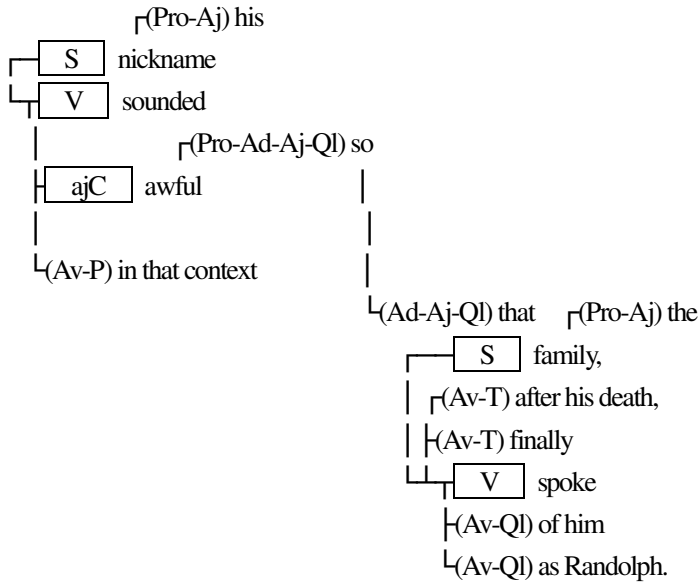 (Pro-Aj) his
S nickname
V sounded
(Pro-Ad-Aj-Ql) so
ajC awful
(Av-P) in that context
(Ad-Aj-Ql) that (Pro-Aj) the
S family,
(Av-T) after his death,
(Av-T) finally
V spoke
(Av-Ql) of him
(Av-Ql) as Randolph.